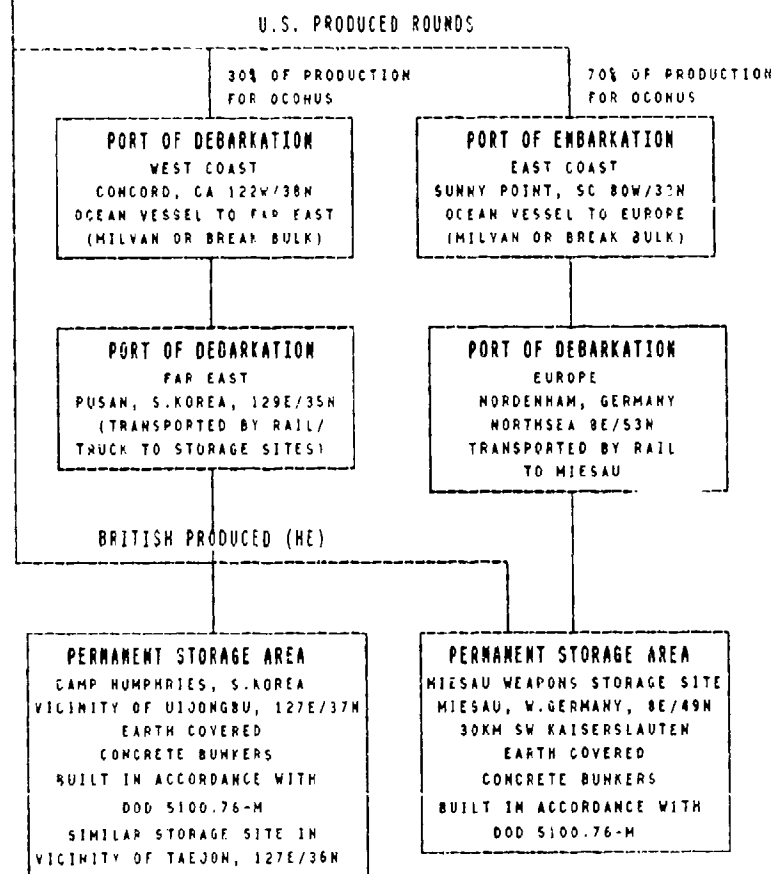 U.S. PRODUCED ROUNDS
30% OF PRODUCTION
FOR OCONUS
70% OF PRODUCTION
FOR OCONUS
PORT OF DEBARKATION
WEST COAST
CONCORD, CA 122W/38N
OCEAN VESSEL TO FAR EAST
(MILVAN OR BREAK BULK)
PORT OF EMBARKATION
EAST COAST
SUNNY POINT, SC 80W/33N
OCEAN VESSEL TO EUROPE
(MILVAN OR BREAK BULK)
PORT OF DEBARKATION
FAR EAST
PUSAN, S.KOREA, 129E/35N
(TRANSPORTED BY RAIL/
TRUCK TO STORAGE SITES)
PORT OF DEBARKATION
EUROPE
NORDENHAM, GERMANY
NORTHSEA 8E/53N
TRANSPORTED BY RAIL
TO MIESAU
BRITISH PRODUCED (HE)
PERMANENT STORAGE AREA
CAMP HUMPHRIES, S.KOREA
VICINITY OF UIJONGBU, 127E/37N
EARTH COVERED
CONCRETE BUNKERS
BUILT IN ACCORDANCE WITH
DOD 5100.76-M
SIMILAR STORAGE SITE IN
VICINITY OF TAEJON, 127E/36N
PERMANENT STORAGE AREA
MIESAU WEAPONS STORAGE SITE
MIESAU, W.GERMANY, 8E/49N
30KM SW KAISERSLAUTEN
EARTH COVERED
CONCRETE BUNKERS
BUILT IN ACCORDANCE WITH
DOD 5100.76-M